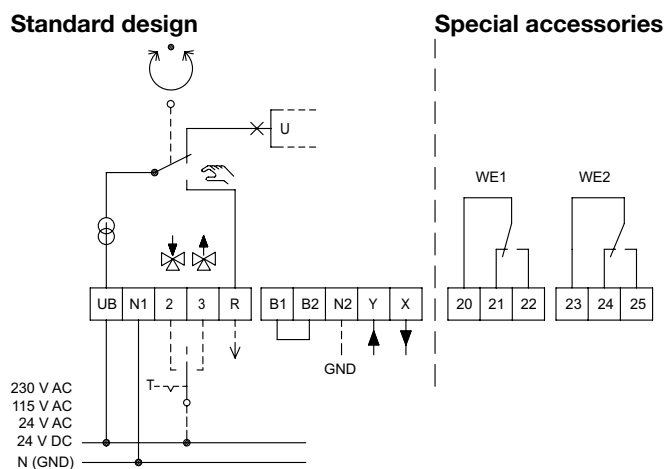 Standard design
Special accessories
U
WE1
WE2
UB N1 2 3 R
B1 B2 N2 Y X
20 21 22
23 24 25
GND
T
230 V AC
115 V AC
24 V AC
24 V DC
N (GND)